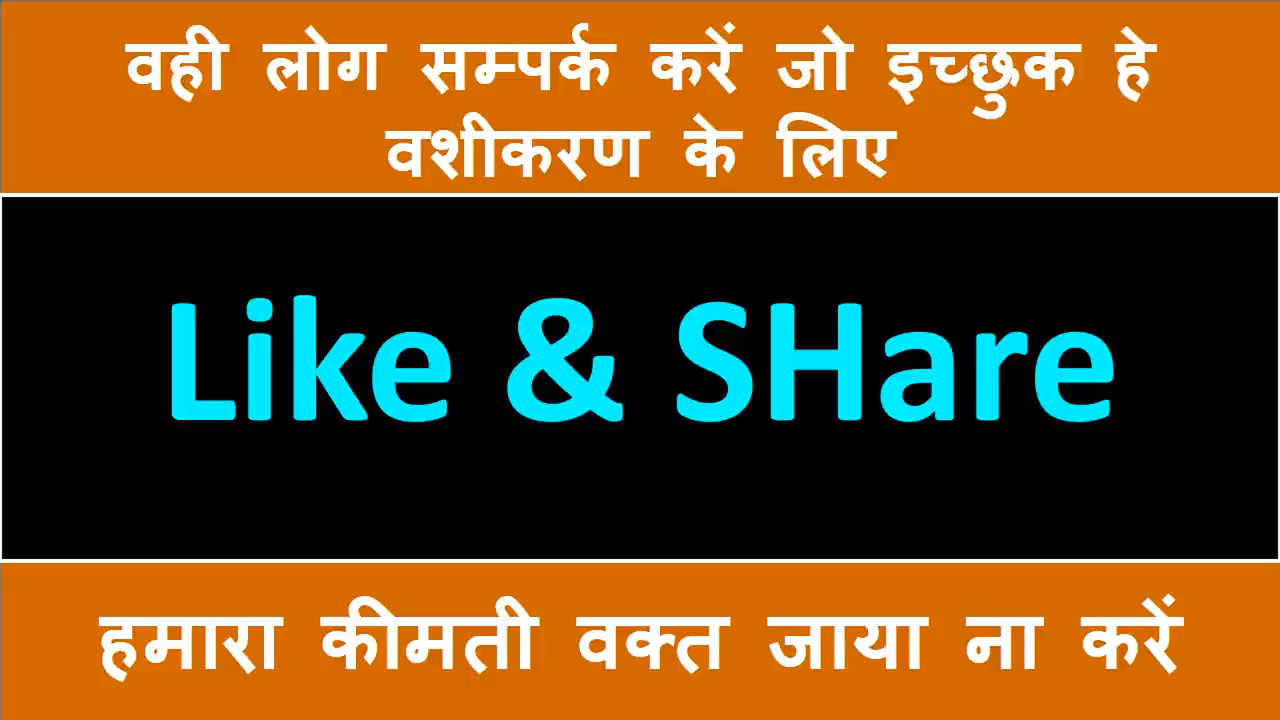 वही लोग सम्पर्क करें जो इच्छुक हे
वशीकरण के लिए
Like & SHare
हमारा कीमती वक्त जाया ना करें